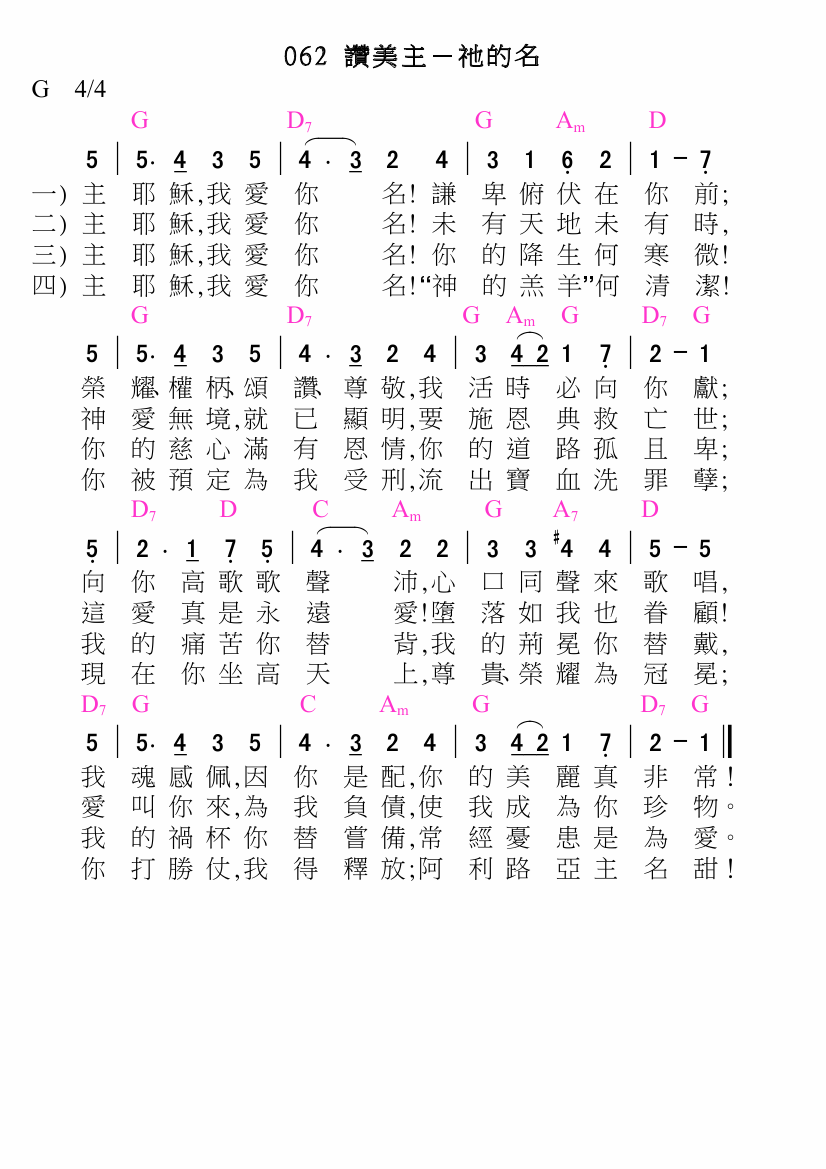 062 讚美主－祂的名
G 4/4
G D7 G Am D
5 | 5· 4 3 5 | 4 · 3 2 4 | 3 1 6 2 | 1 － 7
一) 主 耶 穌,我 愛 你 名! 謙 卑 俯 伏 在 你 前;
二) 主 耶 穌,我 愛 你 名! 未 有 天 地 未 有 時,
三) 主 耶 穌,我 愛 你 名! 你 的 降 生 何 寒 微!
四) 主 耶 穌,我 愛 你 名!“神 的 羔 羊”何 清 潔!
G D7 G Am G D7 G
5 | 5· 4 3 5 | 4 · 3 2 4 | 3 4 2 1 7 | 2 － 1
榮 耀、權 柄、頌 讚、尊 敬,我 活 時 必 向 你 獻;
神 愛 無 境,就 已 顯 明,要 施 恩 典 救 亡 世;
你 的 慈 心 滿 有 恩 情,你 的 道 路 孤 且 卑;
你 被 預 定 為 我 受 刑,流 出 寶 血 洗 罪 孽;
D7 D C Am G A7 D
5 | 2 · 1 7 5 | 4 · 3 2 2 | 3 3 #4 4 | 5 － 5
向 你 高 歌 歌 聲 沛,心 口 同 聲 來 歌 唱,
這 愛 真 是 永 遠 愛!墮 落 如 我 也 眷 顧!
我 的 痛 苦 你 替 背,我 的 荊 冕 你 替 戴,
現 在 你 坐 高 天 上,尊 貴、榮 耀 為 冠 冕;
D7 G C Am G D7 G
5 | 5· 4 3 5 | 4 · 3 2 4 | 3 4 2 1 7 | 2 － 1 ‖
我 魂 感 佩,因 你 是 配,你 的 美 麗 真 非 常!
愛 叫 你 來,為 我 負 債,使 我 成 為 你 珍 物。
我 的 禍 杯 你 替 嘗 備,常 經 憂 患 是 為 愛。
你 打 勝 仗,我 得 釋 放;阿 利 路 亞 主 名 甜!